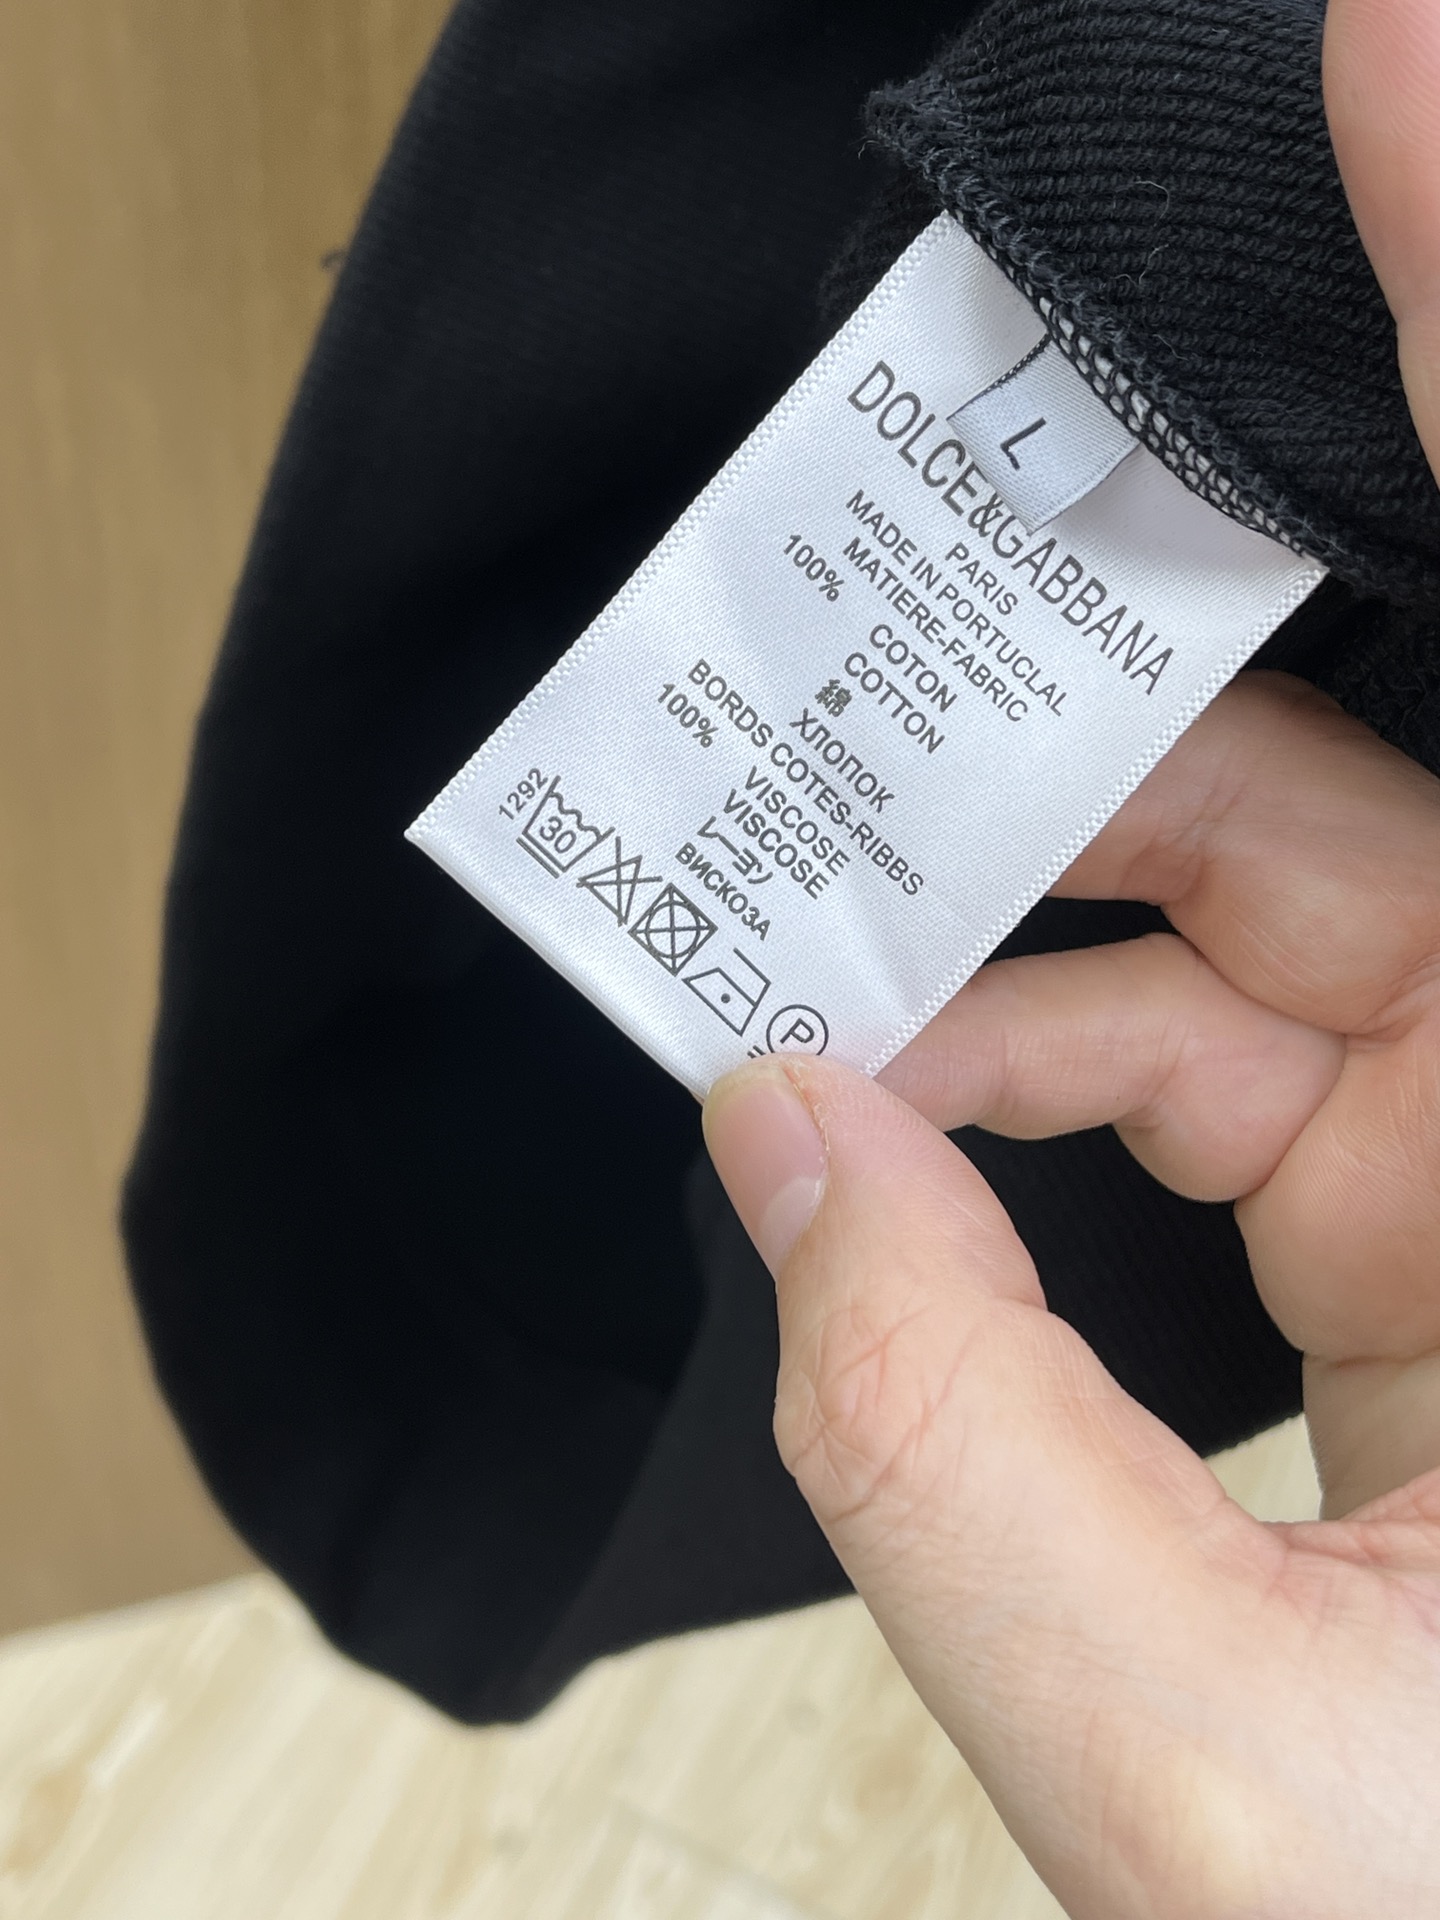 L
DOLCE&GABBANA
PARIS
MADE IN PORTUCLAL
MATIERE-FABRIC
100%
COTON
COTTON
綿
ХЛОПОК
BORDS COTES-RIBBS
100%
VISCOSE
VISCOSE
レーヨン
ВИСКОЗА
1292
30
P